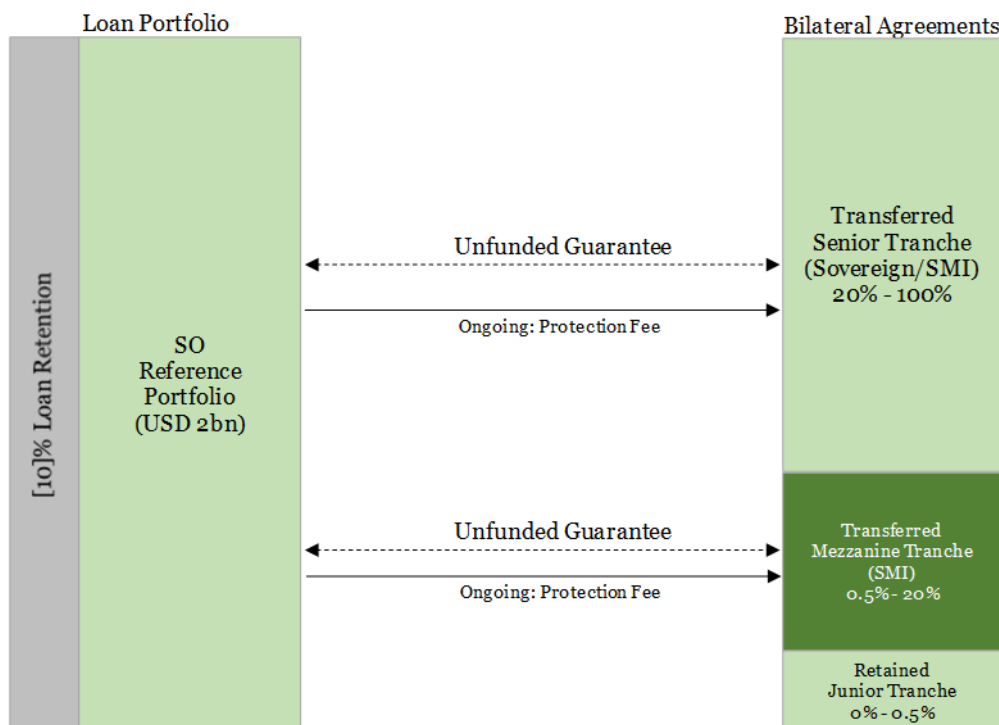 Loan Portfolio
Bilateral Agreements
[10]% Loan Retention
SO
Reference
Portfolio
(USD 2bn)
Unfunded Guarantee
Ongoing: Protection Fee
Transferred
Senior Tranche
(Sovereign/SMI)
20% - 100%
Unfunded Guarantee
Ongoing: Protection Fee
Transferred
Mezzanine Tranche
(SMI)
0.5%- 20%
Retained
Junior Tranche
0% - 0.5%